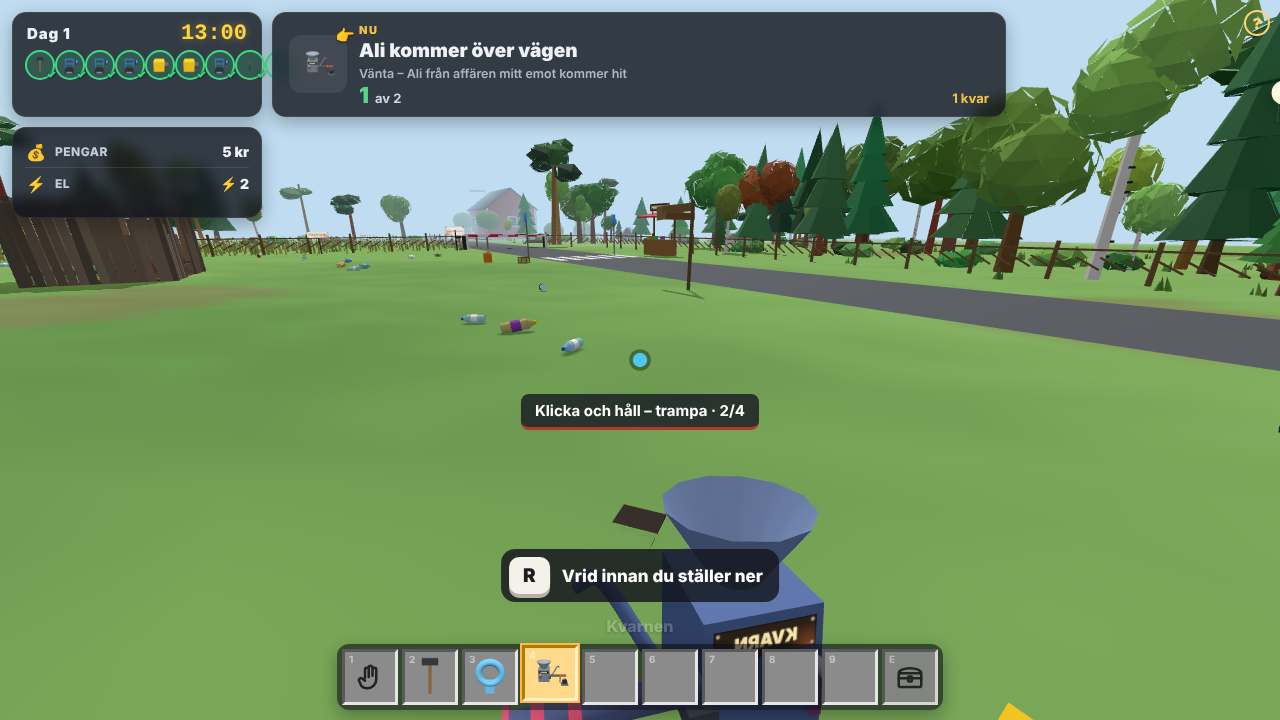 Dag 1
13:00
NU
Ali kommer över vägen
Vänta – Ali från affären mitt emot kommer hit
1 av 2
1 kvar
?
PENGAR
5 kr
EL
2
Klicka och håll – trampa · 2/4
R
Vrid innan du ställer ner
Kvarnen
KVARN
1
2
3
5
6
7
8
9
E